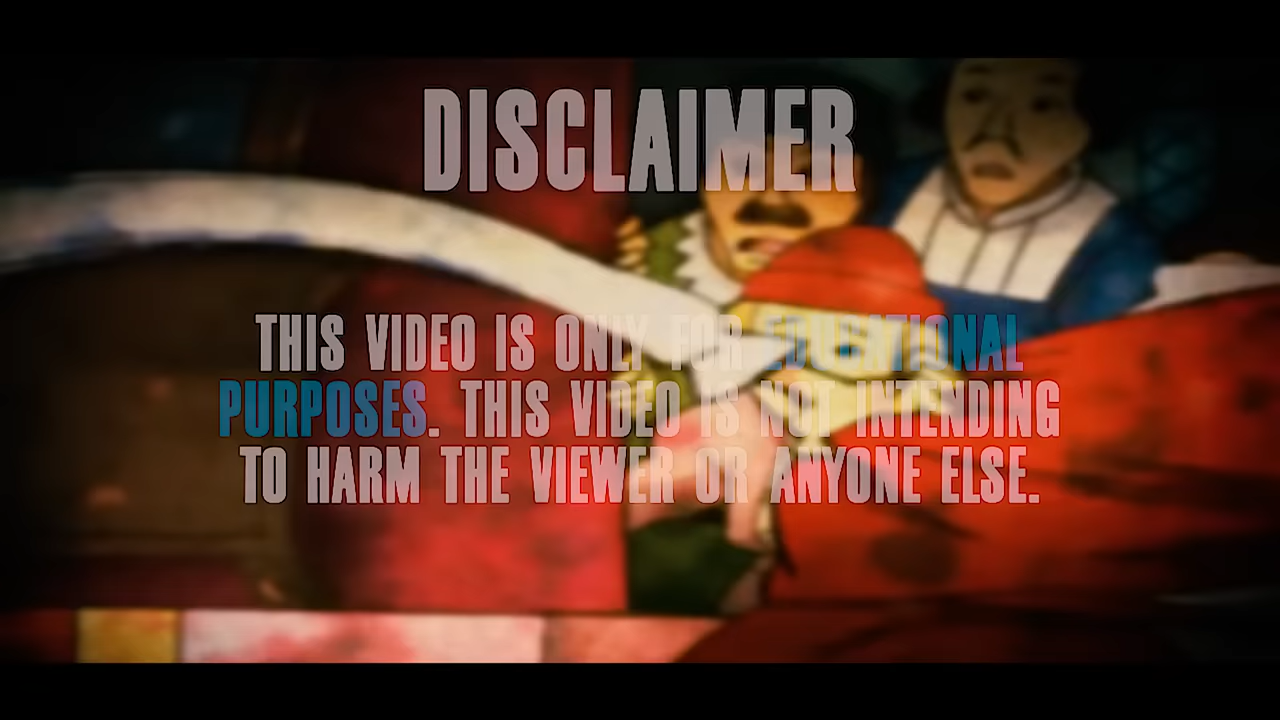 DISCLAIMER
THIS VIDEO IS ONLY FOR EDUCATIONAL
PURPOSES. THIS VIDEO IS NOT INTENDING
TO HARM THE VIEWER OR ANYONE ELSE.